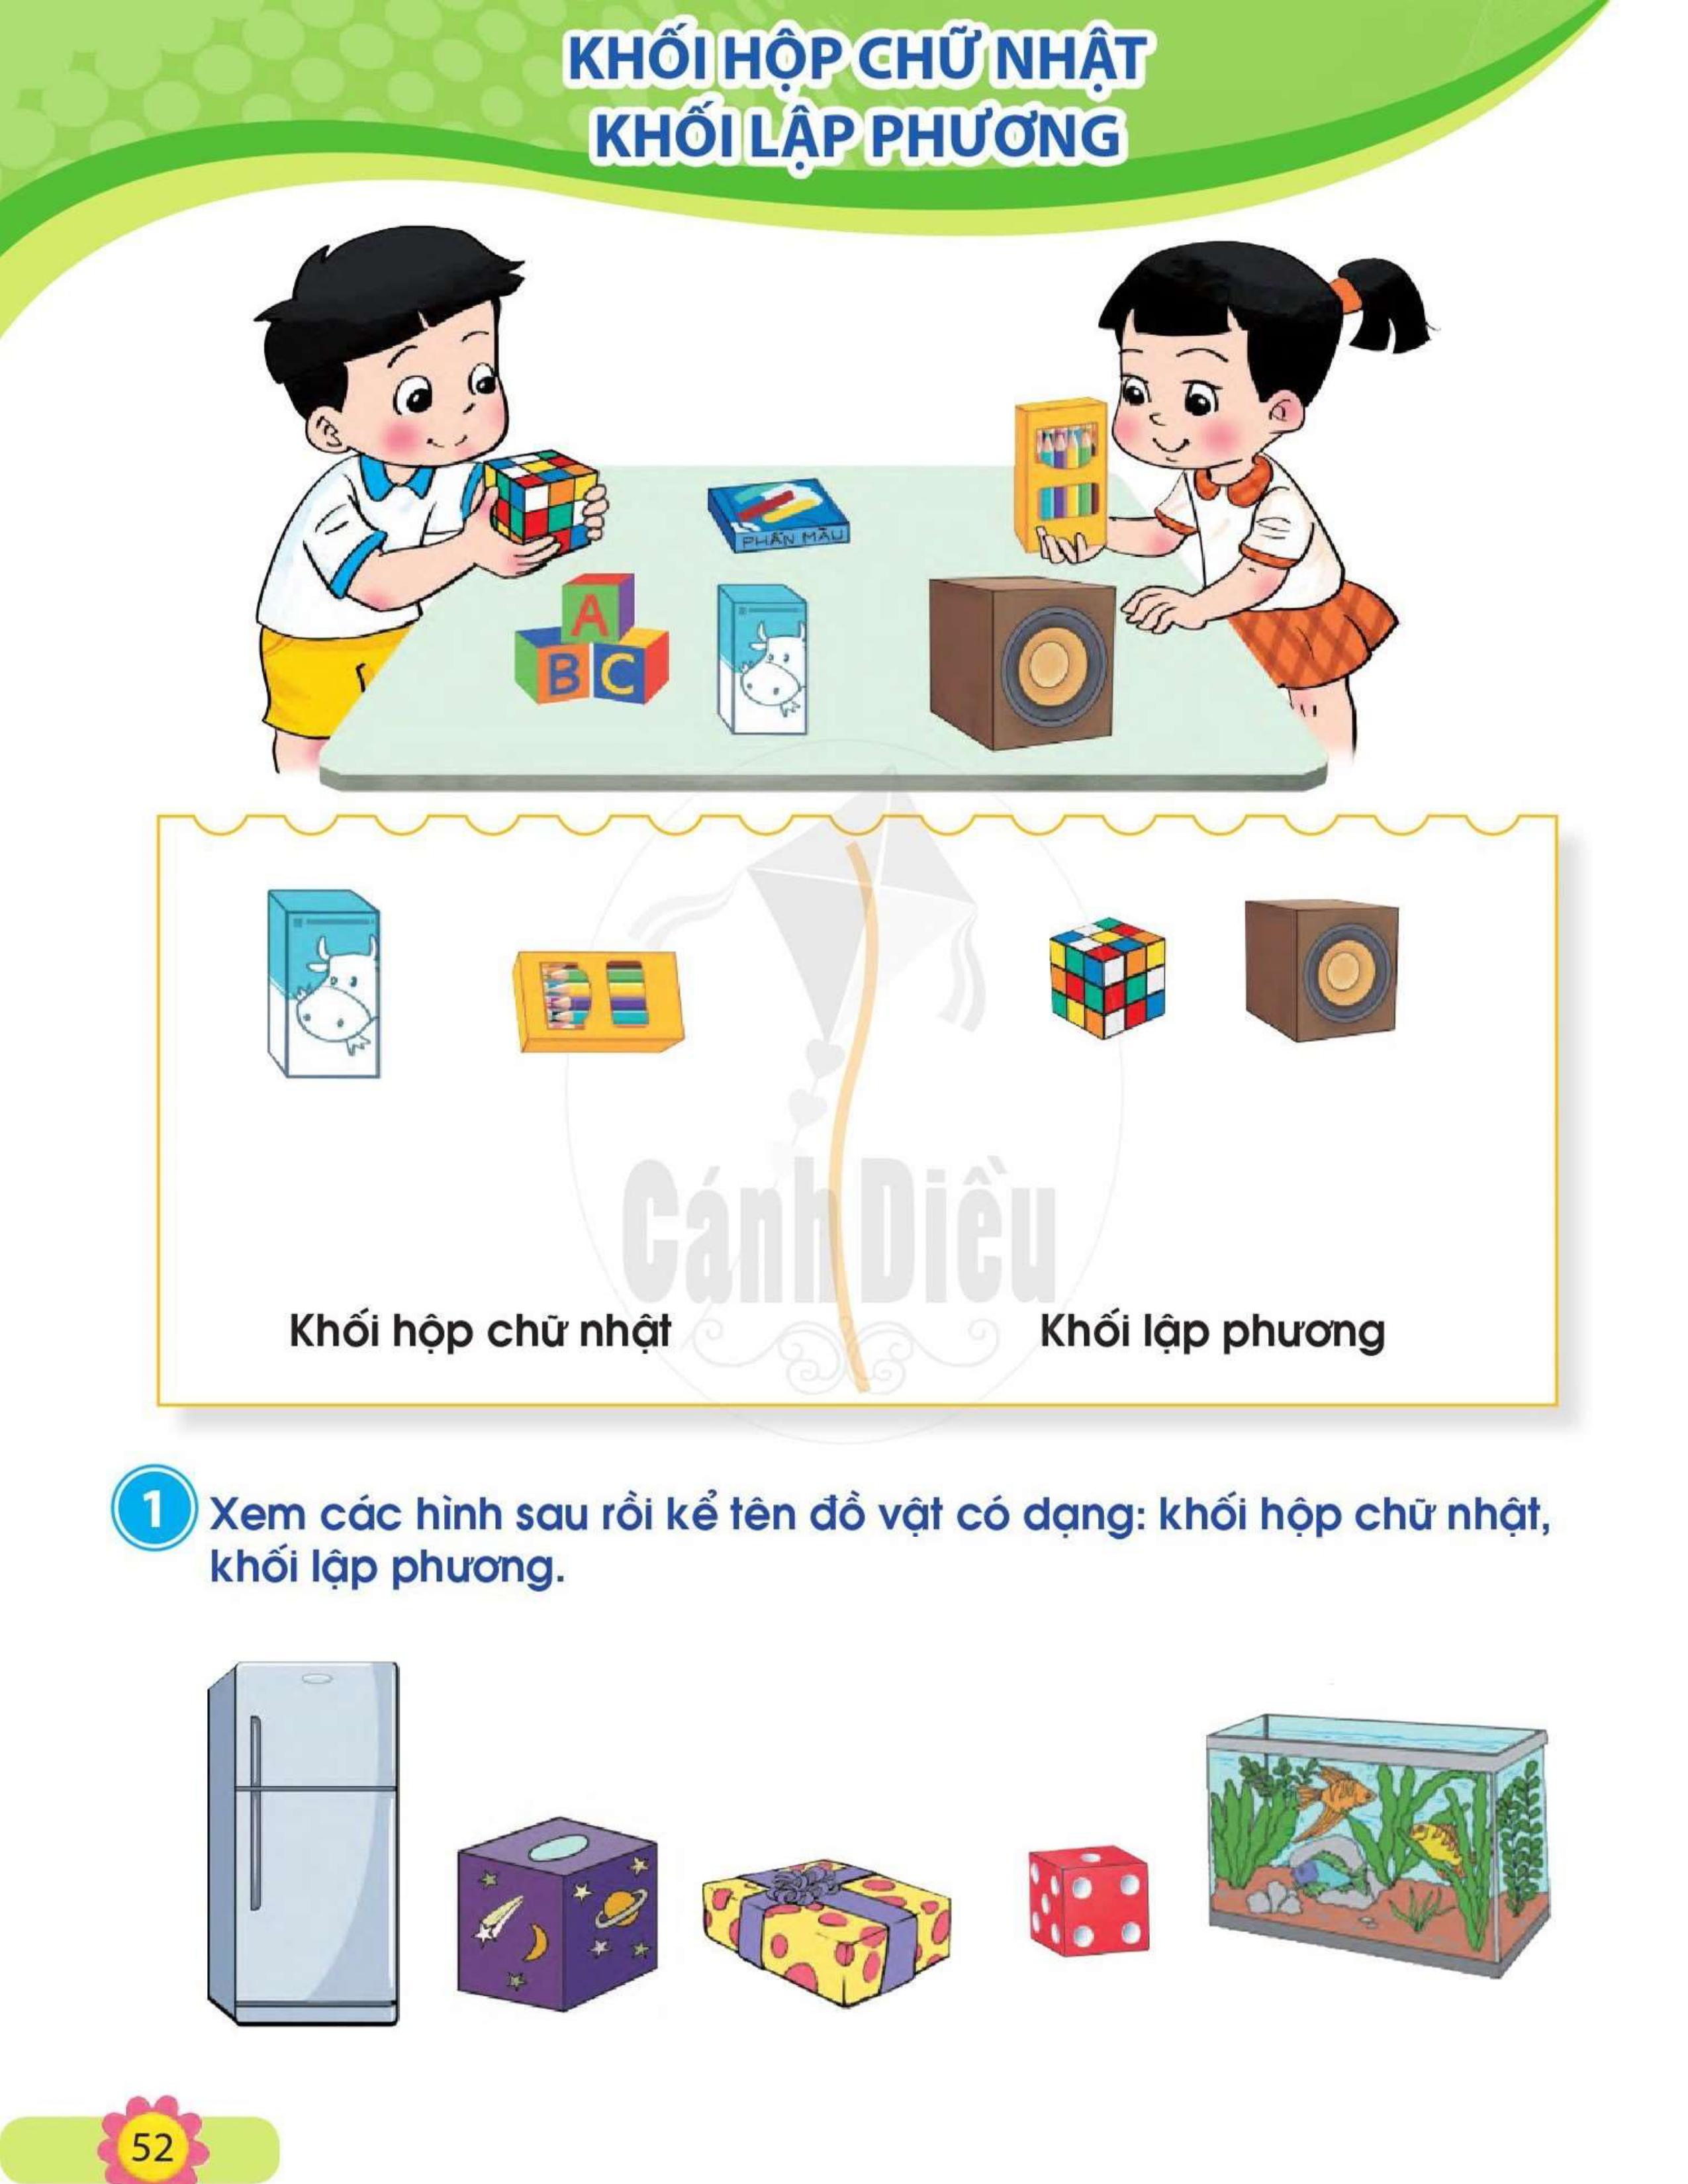 KHỐI HỘP CHỮ NHẬT
KHỐI LẬP PHƯƠNG
PHẤN MÀU
A
B C
Cánh Diều
Khối hộp chữ nhật
Khối lập phương
1 Xem các hình sau rồi kể tên đồ vật có dạng: khối hộp chữ nhật,
khối lập phương.
52